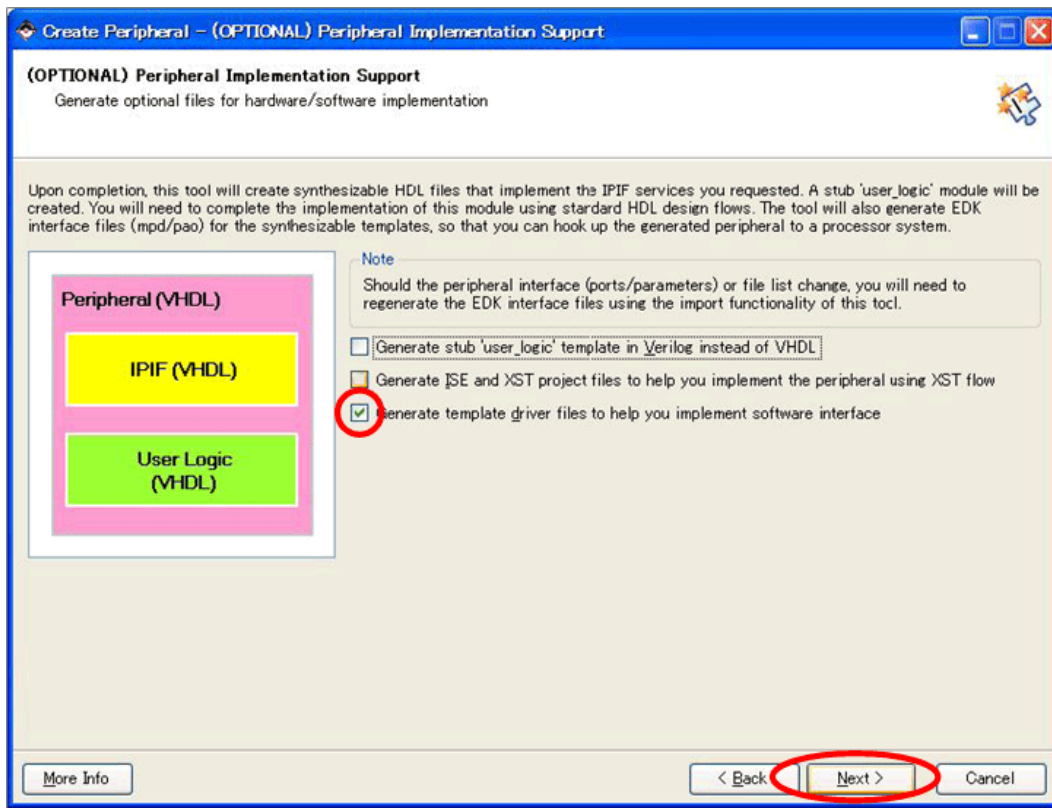 Create Peripheral - (OPTIONAL) Peripheral Implementation Support
(OPTIONAL) Peripheral Implementation Support
Generate optional files for hardware/software implementation
Upon completion, this tool will create synthesizable HDL files that implement the IPIF services you requested. A stub 'user_logic' module will be
created. You will need to complete the implementation of this module using stardard HDL design flows. The tool will also generate EDK
interface files (mpd/pao) for the synthesizable templates, so that you can hook up the generated peripheral to a processor system.
Peripheral (VHDL)
IPIF (VHDL)
User Logic
(VHDL)
Note
Should the peripheral interface (ports/parameters) or file list change, you will need to
regenerate the EDK interface files using the import functionality of this tool.
Generate stub 'user_logic' template in Verilog instead of VHDL
Generate ISE and XST project files to help you implement the peripheral using XST flow
Generate template driver files to help you implement software interface
More Info
< Back
Next >
Cancel